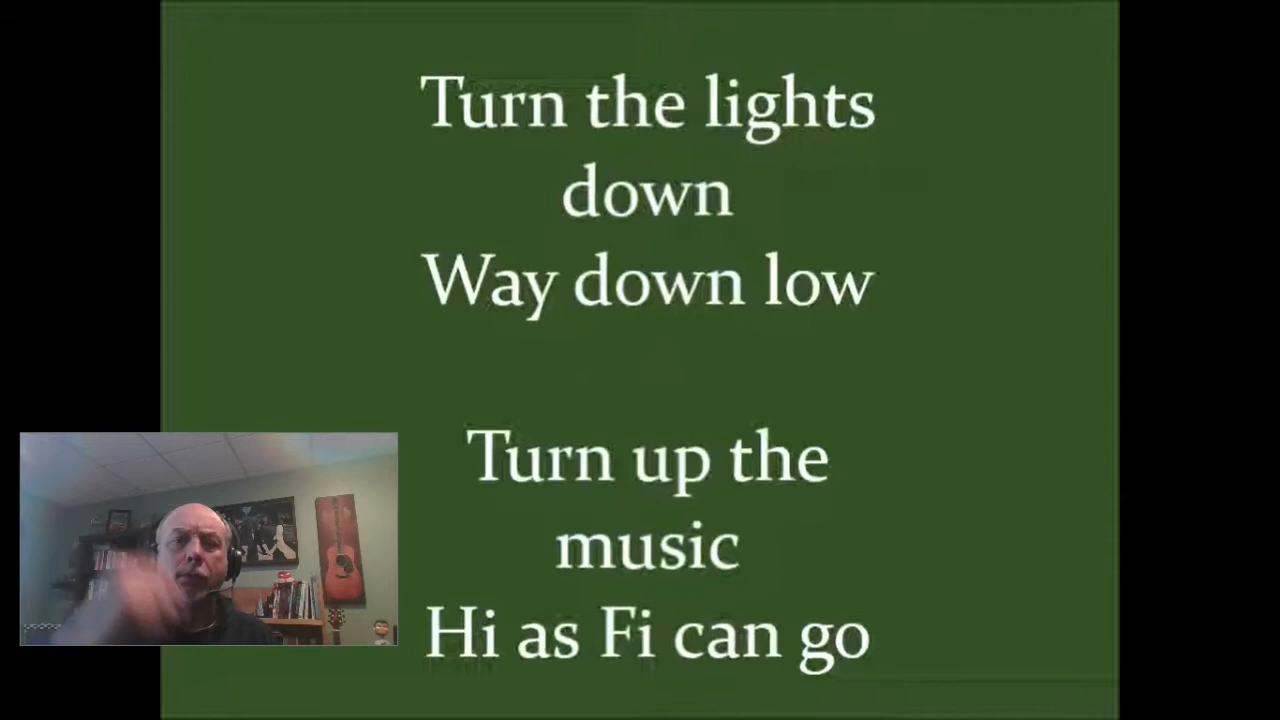 Turn the lights
down
Way down low
Turn up the
music
Hi as Fi can go